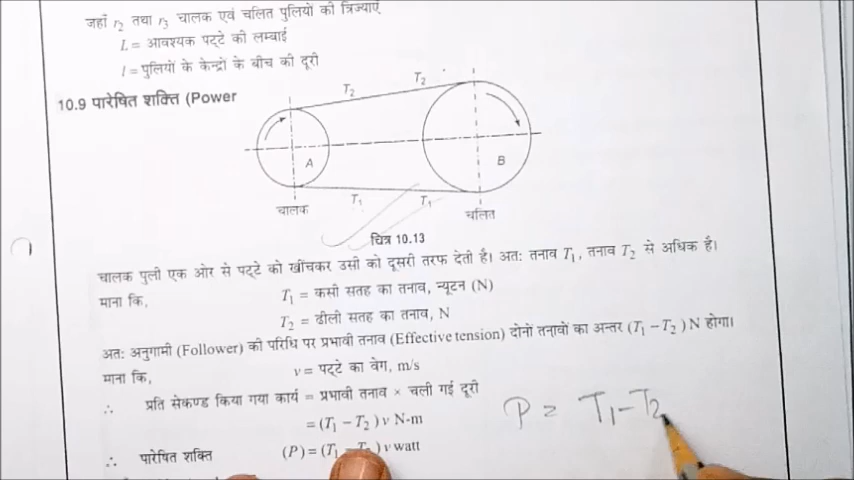 जहाँ r₂ तथा r₃ चालक एवं चलित पुलियों की त्रिज्याएँ
L = आवश्यक पट्टे की लम्बाई
l = पुलियों के केन्द्रों के बीच की दूरी
10.9 पारेषित शक्ति (Power
T₂ T₂
A B
T₁ T₁
चालक चलित
चित्र 10.13
चालक पुली एक ओर से पट्टे को खींचकर उसी को दूसरी तरफ देती है। अतः तनाव T₁, तनाव T₂ से अधिक है।
माना कि, T₁ = कसी सतह का तनाव, न्यूटन (N)
T₂ = ढीली सतह का तनाव, N
अतः अनुगामी (Follower) की परिधि पर प्रभावी तनाव (Effective tension) दोनों तनावों का अन्तर (T₁ − T₂) N होगा।
माना कि, v = पट्टे का वेग, m/s
∴ प्रति सेकण्ड किया गया कार्य = प्रभावी तनाव × चली गई दूरी
= (T₁ − T₂) v N-m
∴ पारेषित शक्ति (P) = (T₁ − T₂) v watt
P = T₁ − T₂